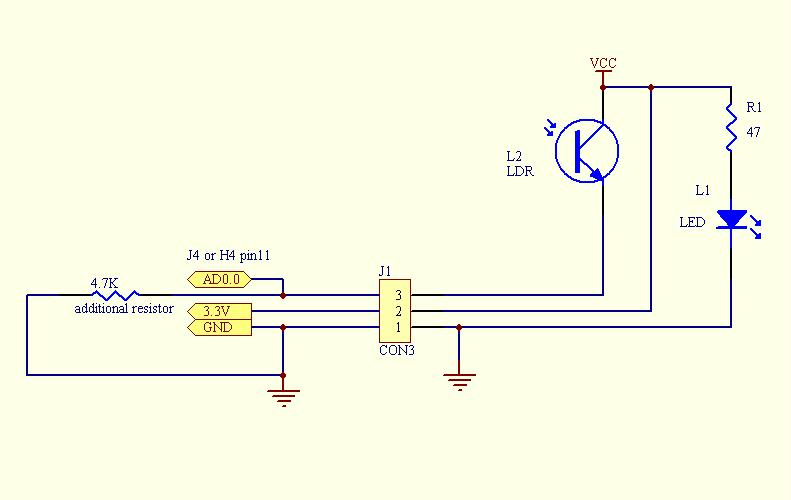 VCC
R1
47
L2
LDR
L1
LED
J4 or H4 pin11
J1
4.7K
AD0.0
additional resistor
3
3.3V
2
GND
1
CON3